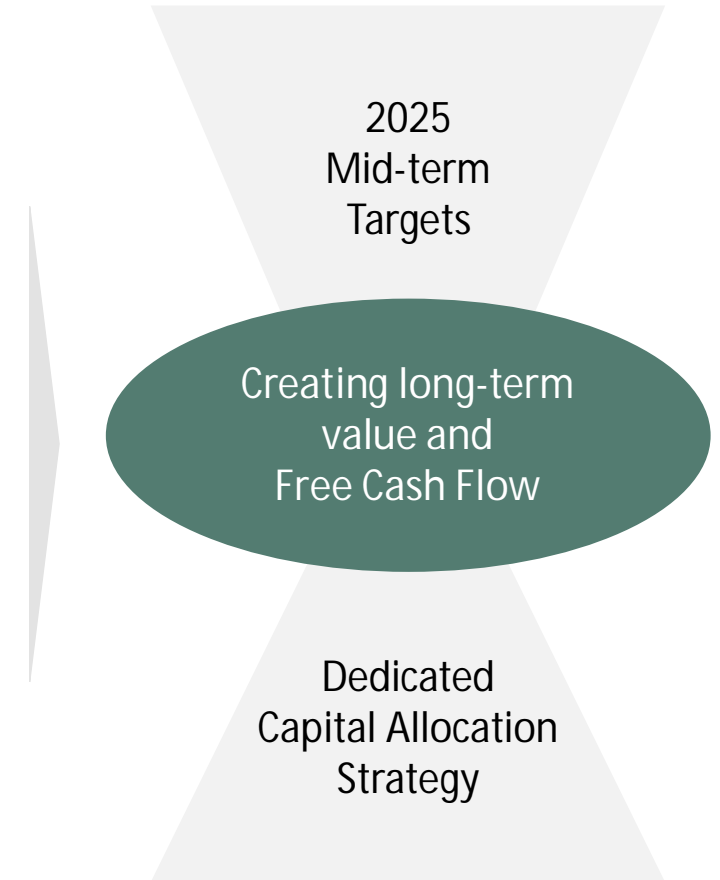 2025
Mid-term
Targets
Creating long-term
value and
Free Cash Flow
Dedicated
Capital Allocation
Strategy